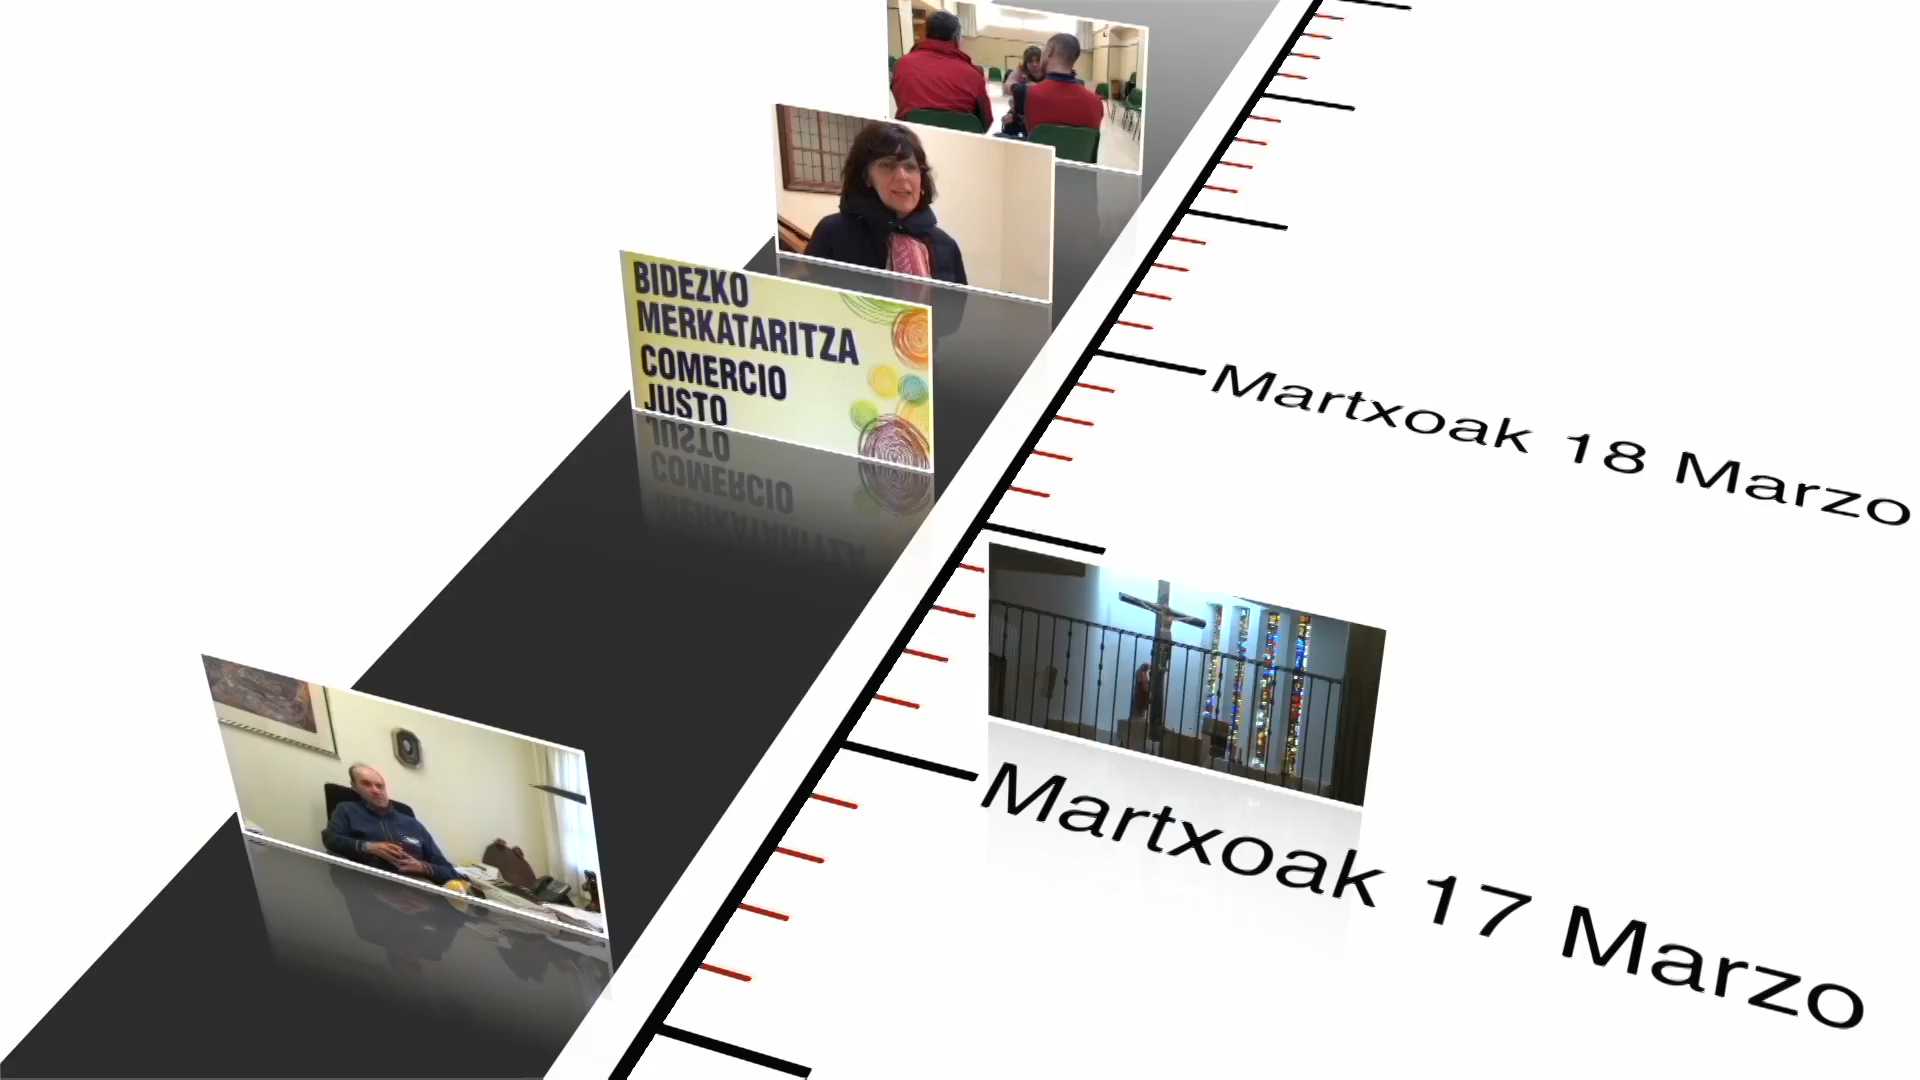 BIDEZKO
MERKATARITZA
COMERCIO
JUSTO
Martxoak 18 Marzo
Martxoak 17 Marzo